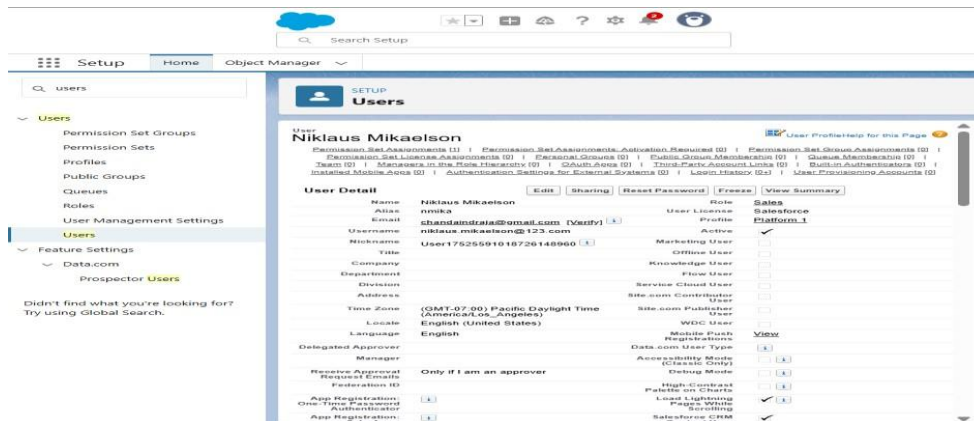 Search Setup
Setup
Home
Object Manager
users
Users
Permission Set Groups
Permission Sets
Profiles
Public Groups
Queues
Roles
User Management Settings
Users
Feature Settings
Data.com
Prospector Users
Didn't find what you're looking for?
Try using Global Search.
SETUP
Users
User
Niklaus Mikaelson
User Profile Help for this Page
Permission Set Assignments [1] | Permission Set Assignments: Activation Required [0] | Permission Set Group Assignments [0] |
Permission Set License Assignments [0] | Personal Groups [0] | Public Group Membership [0] | Queue Membership [0] |
Team [0] | Managers in the Role Hierarchy [0] | OAuth Apps [0] | Third-Party Account Links [0] | Built-in Authenticators [0] |
Installed Mobile Apps [0] | Authentication Settings for External Systems [0] | Login History [0+] | User Provisioning Accounts [0]
User Detail
Edit
Sharing
Reset Password
Freeze
View Summary
Name Niklaus Mikaelson
Role Sales
Alias nmika
User License Salesforce
Email chandaindraja@gmail.com [Verify]
Profile Platform 1
Username niklaus.mikaelson@123.com
Active
Nickname User17525591018726148960
Marketing User
Title
Offline User
Company
Knowledge User
Department
Flow User
Division
Service Cloud User
Address
Site.com Contributor
User
Time Zone (GMT-07:00) Pacific Daylight Time
(America/Los_Angeles)
Site.com Publisher
User
Locale English (United States)
WDC User
Language English
Mobile Push
Registrations
View
Delegated Approver
Data.com User Type
Manager
Accessibility Mode
(Classic Only)
Receive Approval
Request Emails
Only if I am an approver
Debug Mode
Federation ID
High-Contrast
Palette on Charts
App Registration:
One-Time Password
Authenticator
Load Lightning
Pages While
Scrolling
App Registration:
Salesforce CRM